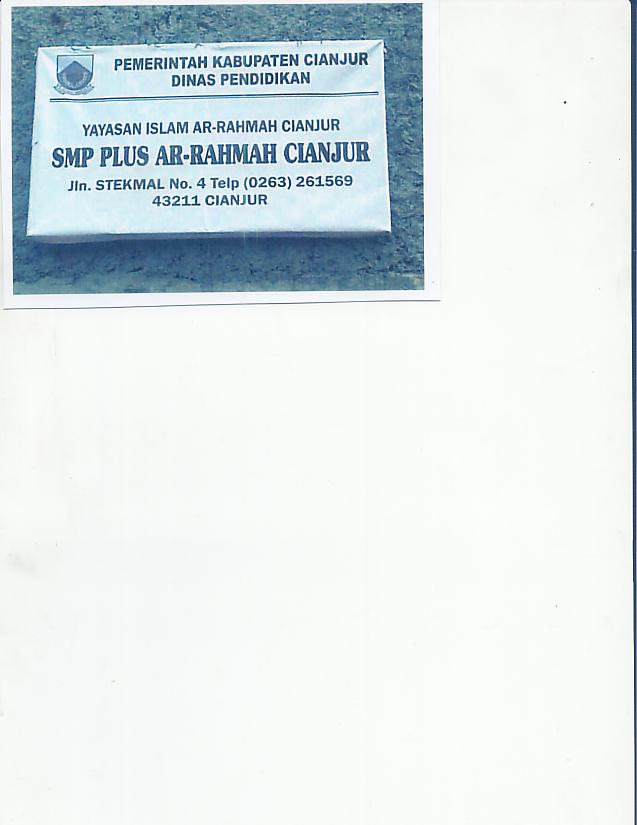 PEMERINTAH KABUPATEN CIANJUR
DINAS PENDIDIKAN
YAYASAN ISLAM AR-RAHMAH CIANJUR
SMP PLUS AR-RAHMAH CIANJUR
Jln. STEKMAL No. 4 Telp (0263) 261569
43211 CIANJUR